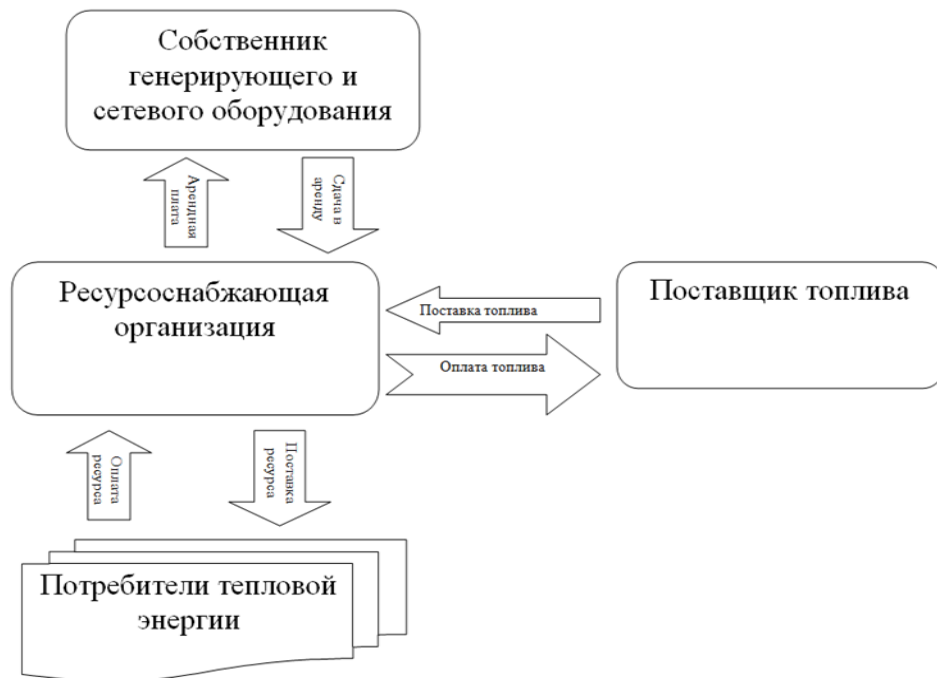 Собственник
генерирующего и
сетевого оборудования
Арендная
плата
Сдача в
аренду
Ресурсоснабжающая
организация
Поставщик топлива
Поставка топлива
Оплата топлива
Оплата
ресурса
Поставка
ресурса
Потребители тепловой
энергии